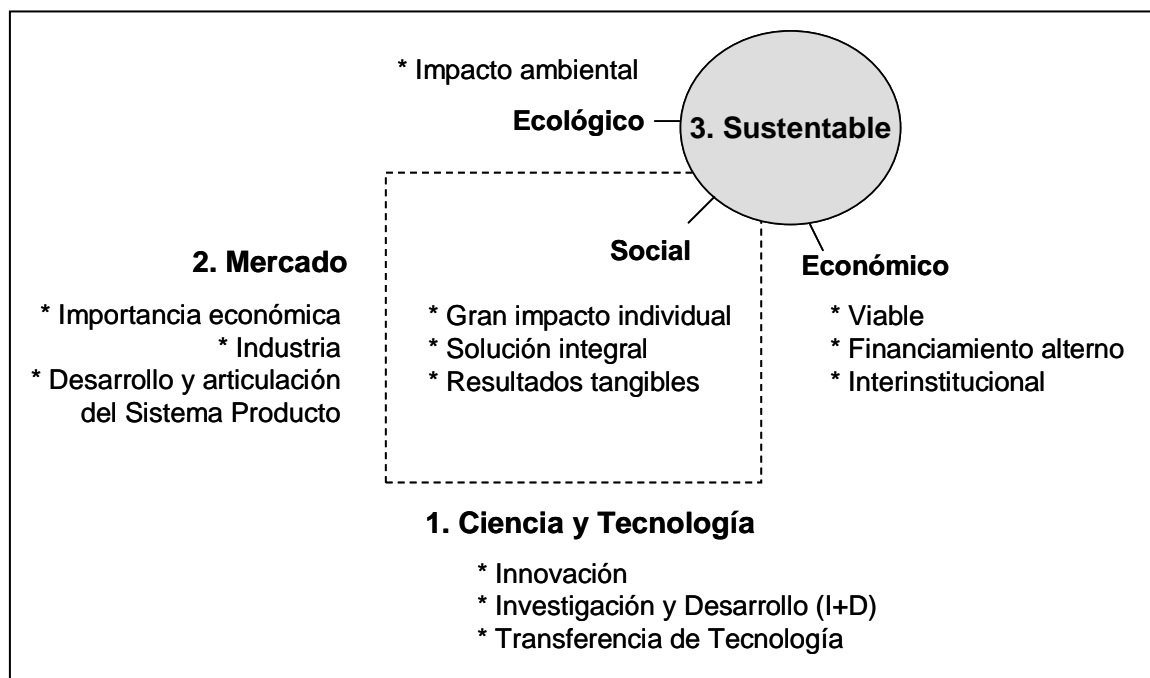 * Impacto ambiental
Ecológico
3. Sustentable
Social
Económico
2. Mercado
* Importancia económica
* Industria
* Desarrollo y articulación
del Sistema Producto
* Gran impacto individual
* Solución integral
* Resultados tangibles
* Viable
* Financiamiento alterno
* Interinstitucional
1. Ciencia y Tecnología
* Innovación
* Investigación y Desarrollo (I+D)
* Transferencia de Tecnología